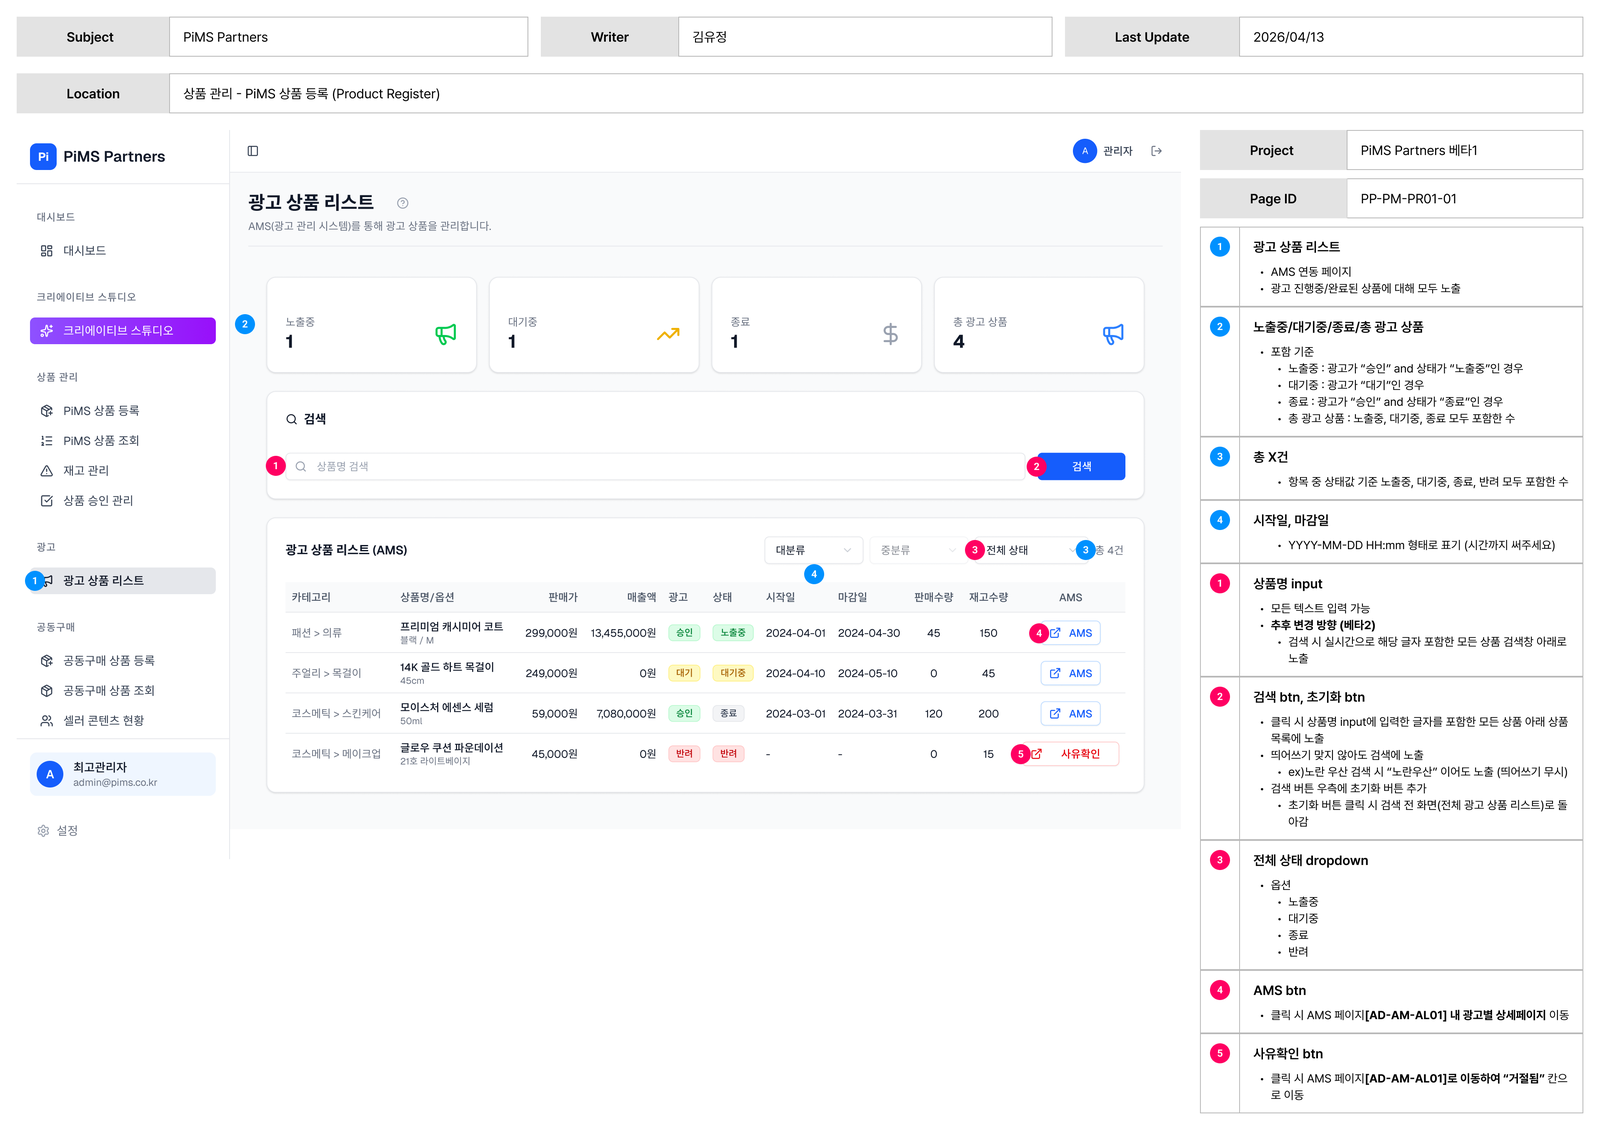 Subject
PiMS Partners
Writer
김유정
Last Update
2026/04/13
Location
상품 관리 - PiMS 상품 등록 (Product Register)
Pi PiMS Partners
대시보드
대시보드
크리에이티브 스튜디오
크리에이티브 스튜디오
상품 관리
PiMS 상품 등록
PiMS 상품 조회
재고 관리
상품 승인 관리
광고
1 광고 상품 리스트
공동구매
공동구매 상품 등록
공동구매 상품 조회
셀러 콘텐츠 현황
A 최고관리자
admin@pims.co.kr
설정
A 관리자
광고 상품 리스트
AMS(광고 관리 시스템)를 통해 광고 상품을 관리합니다.
2
노출중
1
대기중
1
종료
1
총 광고 상품
4
검색
1 상품명 검색
2 검색
광고 상품 리스트 (AMS)
대분류
중분류
3 전체 상태
3 총 4건
4
카테고리 상품명/옵션 판매가 매출액 광고 상태 시작일 마감일 판매수량 재고수량 AMS
패션 > 의류 프리미엄 캐시미어 코트 299,000원 13,455,000원 승인 노출중 2024-04-01 2024-04-30 45 150 4 AMS
블랙 / M
주얼리 > 목걸이 14K 골드 하트 목걸이 249,000원 0원 대기 대기중 2024-04-10 2024-05-10 0 45 AMS
45cm
코스메틱 > 스킨케어 모이스처 에센스 세럼 59,000원 7,080,000원 승인 종료 2024-03-01 2024-03-31 120 200 AMS
50ml
코스메틱 > 메이크업 글로우 쿠션 파운데이션 45,000원 0원 반려 반려 - - 0 15 5 사유확인
21호 라이트베이지
Project
PiMS Partners 베타1
Page ID
PP-PM-PR01-01
1 광고 상품 리스트
• AMS 연동 페이지
• 광고 진행중/완료된 상품에 대해 모두 노출
2 노출중/대기중/종료/총 광고 상품
• 포함 기준
• 노출중 : 광고가 “승인” and 상태가 “노출중”인 경우
• 대기중 : 광고가 “대기”인 경우
• 종료 : 광고가 “승인” and 상태가 “종료”인 경우
• 총 광고 상품 : 노출중, 대기중, 종료 모두 포함한 수
3 총 X건
• 항목 중 상태값 기준 노출중, 대기중, 종료, 반려 모두 포함한 수
4 시작일, 마감일
• YYYY-MM-DD HH:mm 형태로 표기 (시간까지 써주세요)
1 상품명 input
• 모든 텍스트 입력 가능
• 추후 변경 방향 (베타2)
• 검색 시 실시간으로 해당 글자 포함한 모든 상품 검색창 아래로
노출
2 검색 btn, 초기화 btn
• 클릭 시 상품명 input에 입력한 글자를 포함한 모든 상품 아래 상품
목록에 노출
• 띄어쓰기 맞지 않아도 검색에 노출
• ex)노란 우산 검색 시 “노란우산” 이어도 노출 (띄어쓰기 무시)
• 검색 버튼 우측에 초기화 버튼 추가
• 초기화 버튼 클릭 시 검색 전 화면(전체 광고 상품 리스트)로 돌
아감
3 전체 상태 dropdown
• 옵션
• 노출중
• 대기중
• 종료
• 반려
4 AMS btn
• 클릭 시 AMS 페이지[AD-AM-AL01] 내 광고별 상세페이지 이동
5 사유확인 btn
• 클릭 시 AMS 페이지[AD-AM-AL01]로 이동하여 “거절됨” 칸으
로 이동